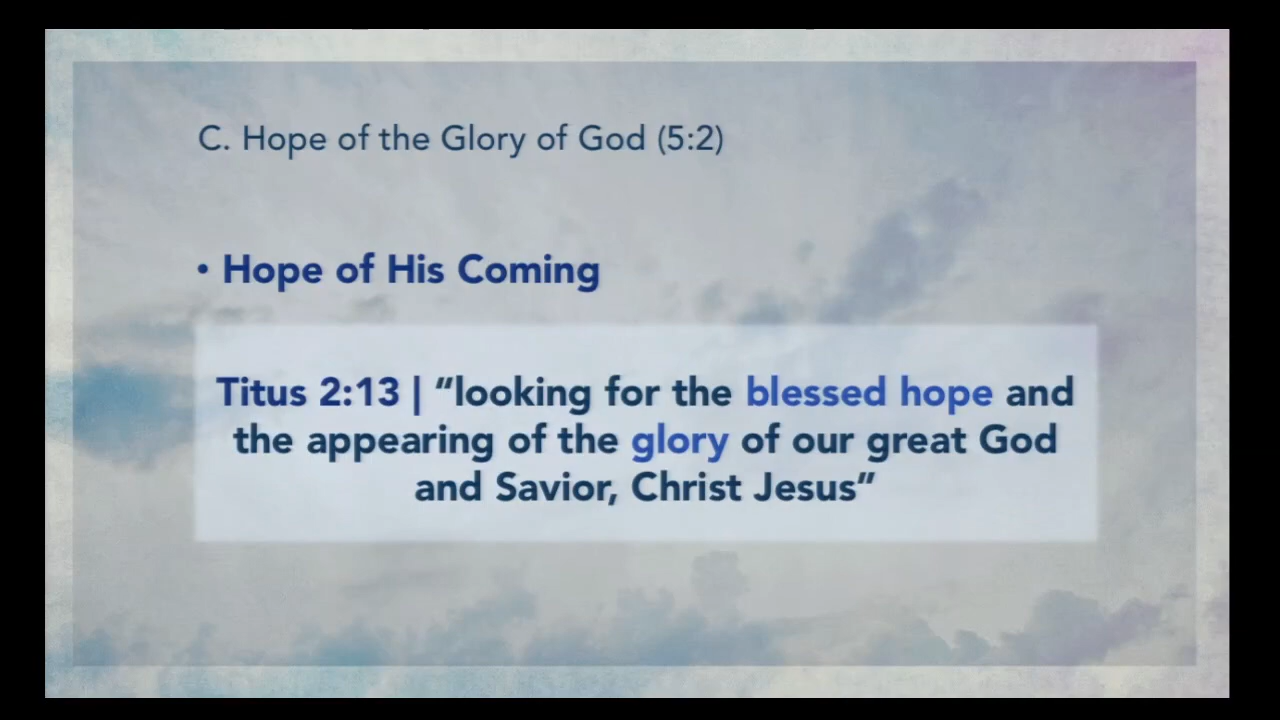 C. Hope of the Glory of God (5:2)
• Hope of His Coming
Titus 2:13 | “looking for the blessed hope and
the appearing of the glory of our great God
and Savior, Christ Jesus”